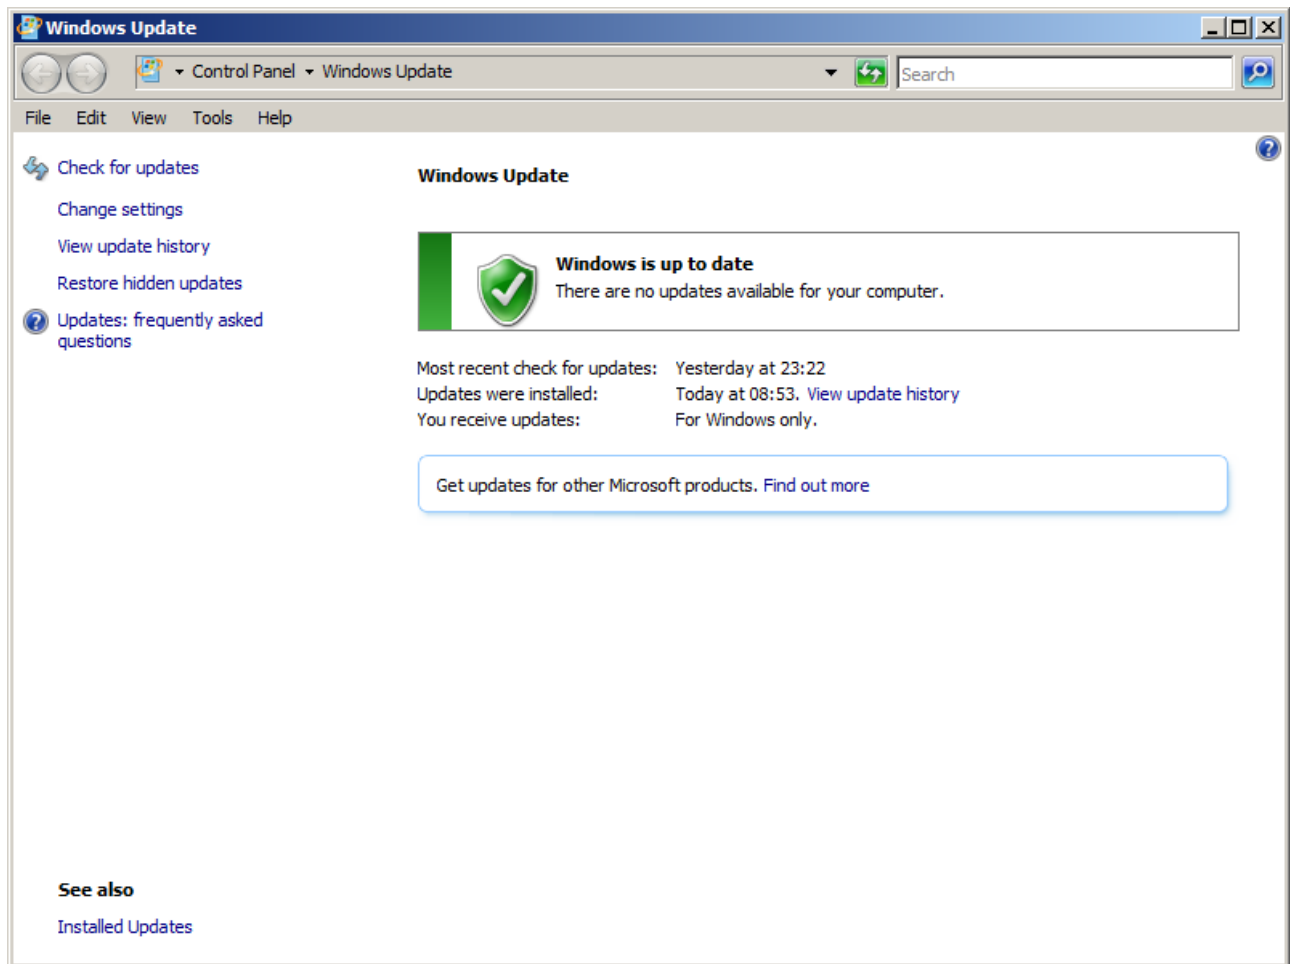 Windows Update
Control Panel Windows Update
Search
File Edit View Tools Help
Check for updates
Change settings
View update history
Restore hidden updates
Updates: frequently asked
questions
Windows Update
Windows is up to date
There are no updates available for your computer.
Most recent check for updates: Yesterday at 23:22
Updates were installed: Today at 08:53. View update history
You receive updates: For Windows only.
Get updates for other Microsoft products. Find out more
See also
Installed Updates